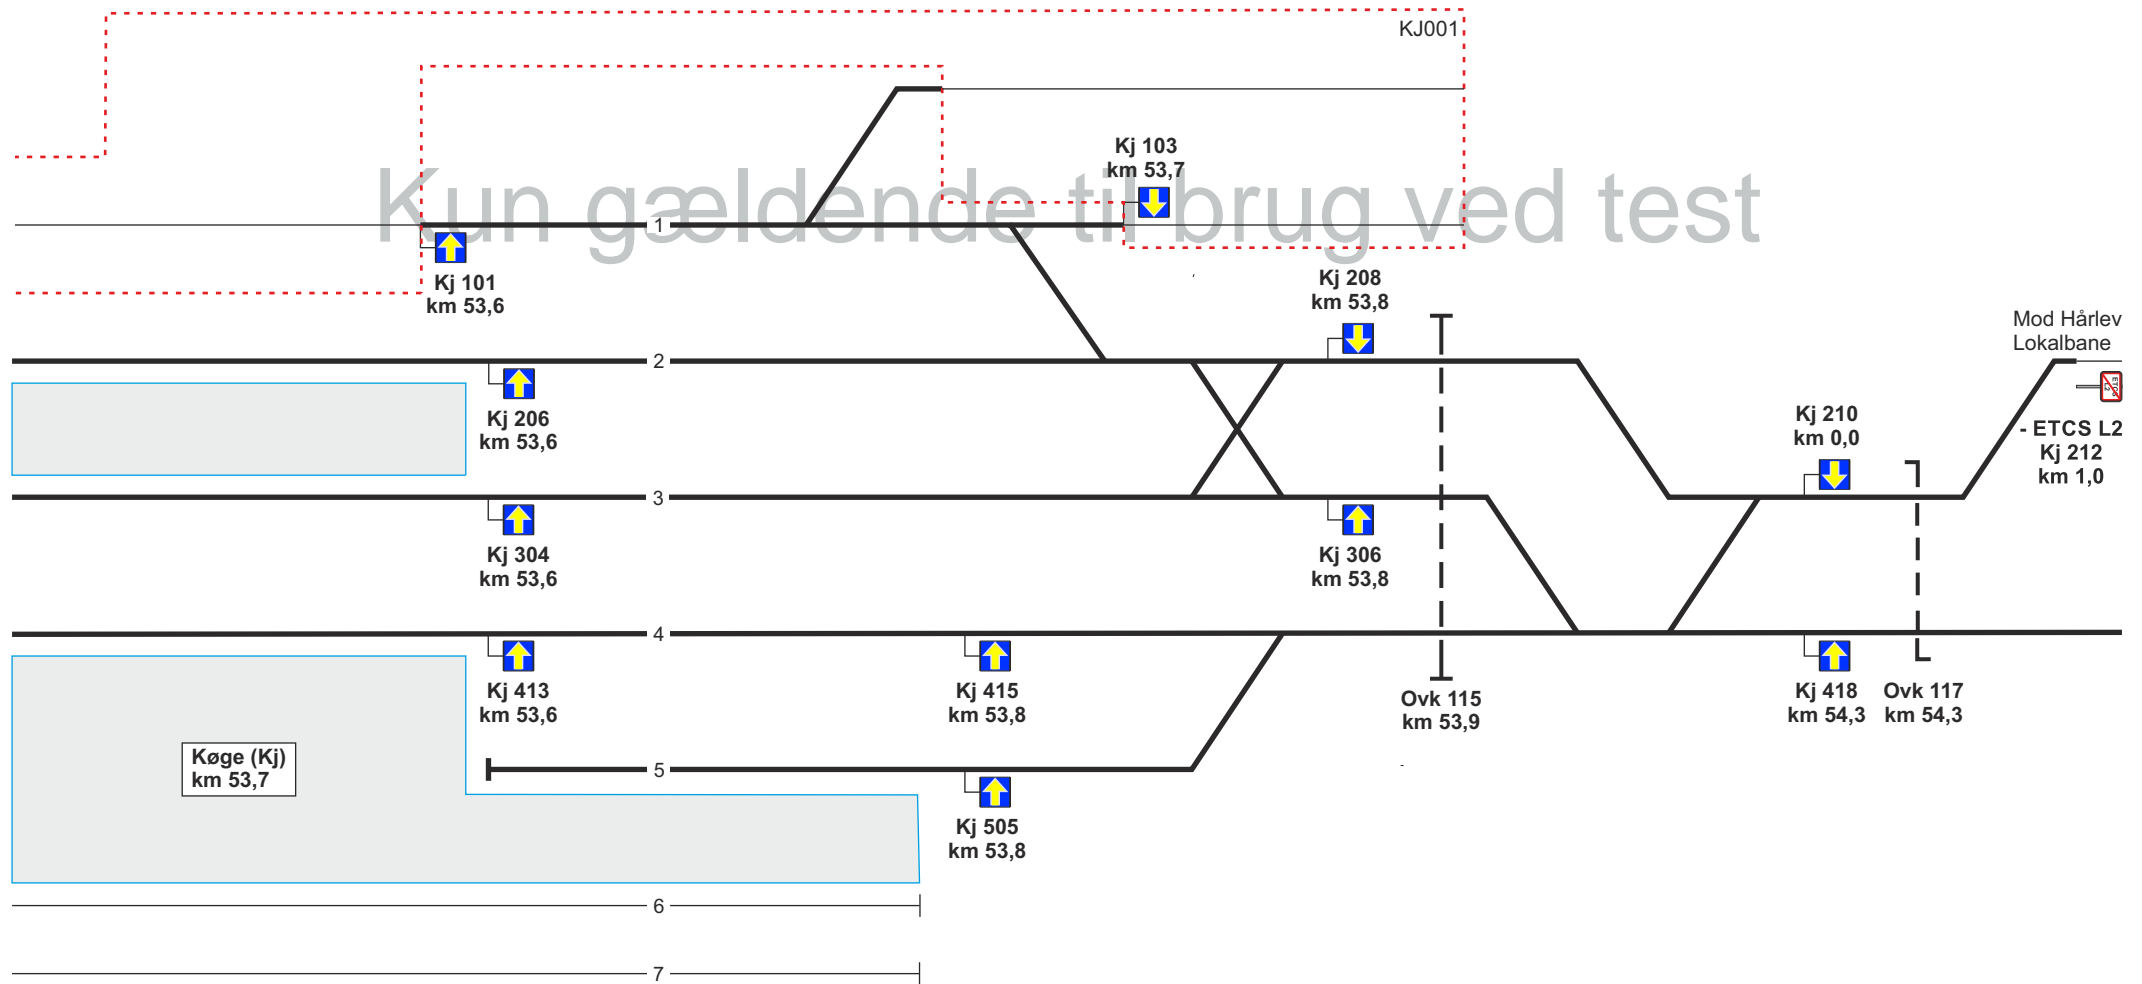 KJ001
Kj 103
km 53,7
Kun gældende til brug ved test
1
Kj 101
km 53,6
Kj 208
km 53,8
Mod Hårlev
Lokalbane
2
ETCS
L2
Kj 206
km 53,6
Kj 210
km 0,0
- ETCS L2
Kj 212
km 1,0
3
Kj 304
km 53,6
Kj 306
km 53,8
4
Kj 413
km 53,6
Kj 415
km 53,8
Ovk 115
km 53,9
Kj 418
km 54,3
Ovk 117
km 54,3
Køge (Kj)
km 53,7
5
Kj 505
km 53,8
6
7